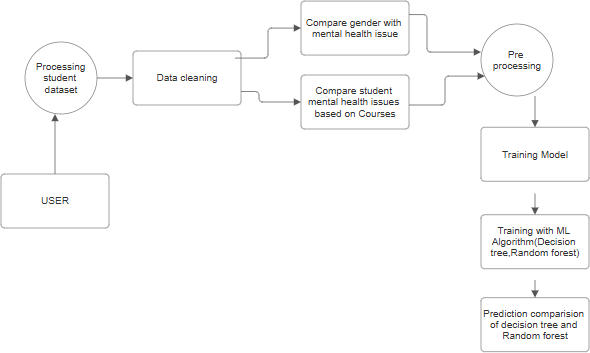 Compare gender with
mental health issue
Processing
student
dataset
Data cleaning
Pre
processing
Compare student
mental health issues
based on Courses
Training Model
USER
Training with ML
Algorithm(Decision
tree,Random forest)
Prediction comparision
of decision tree and
Random forest